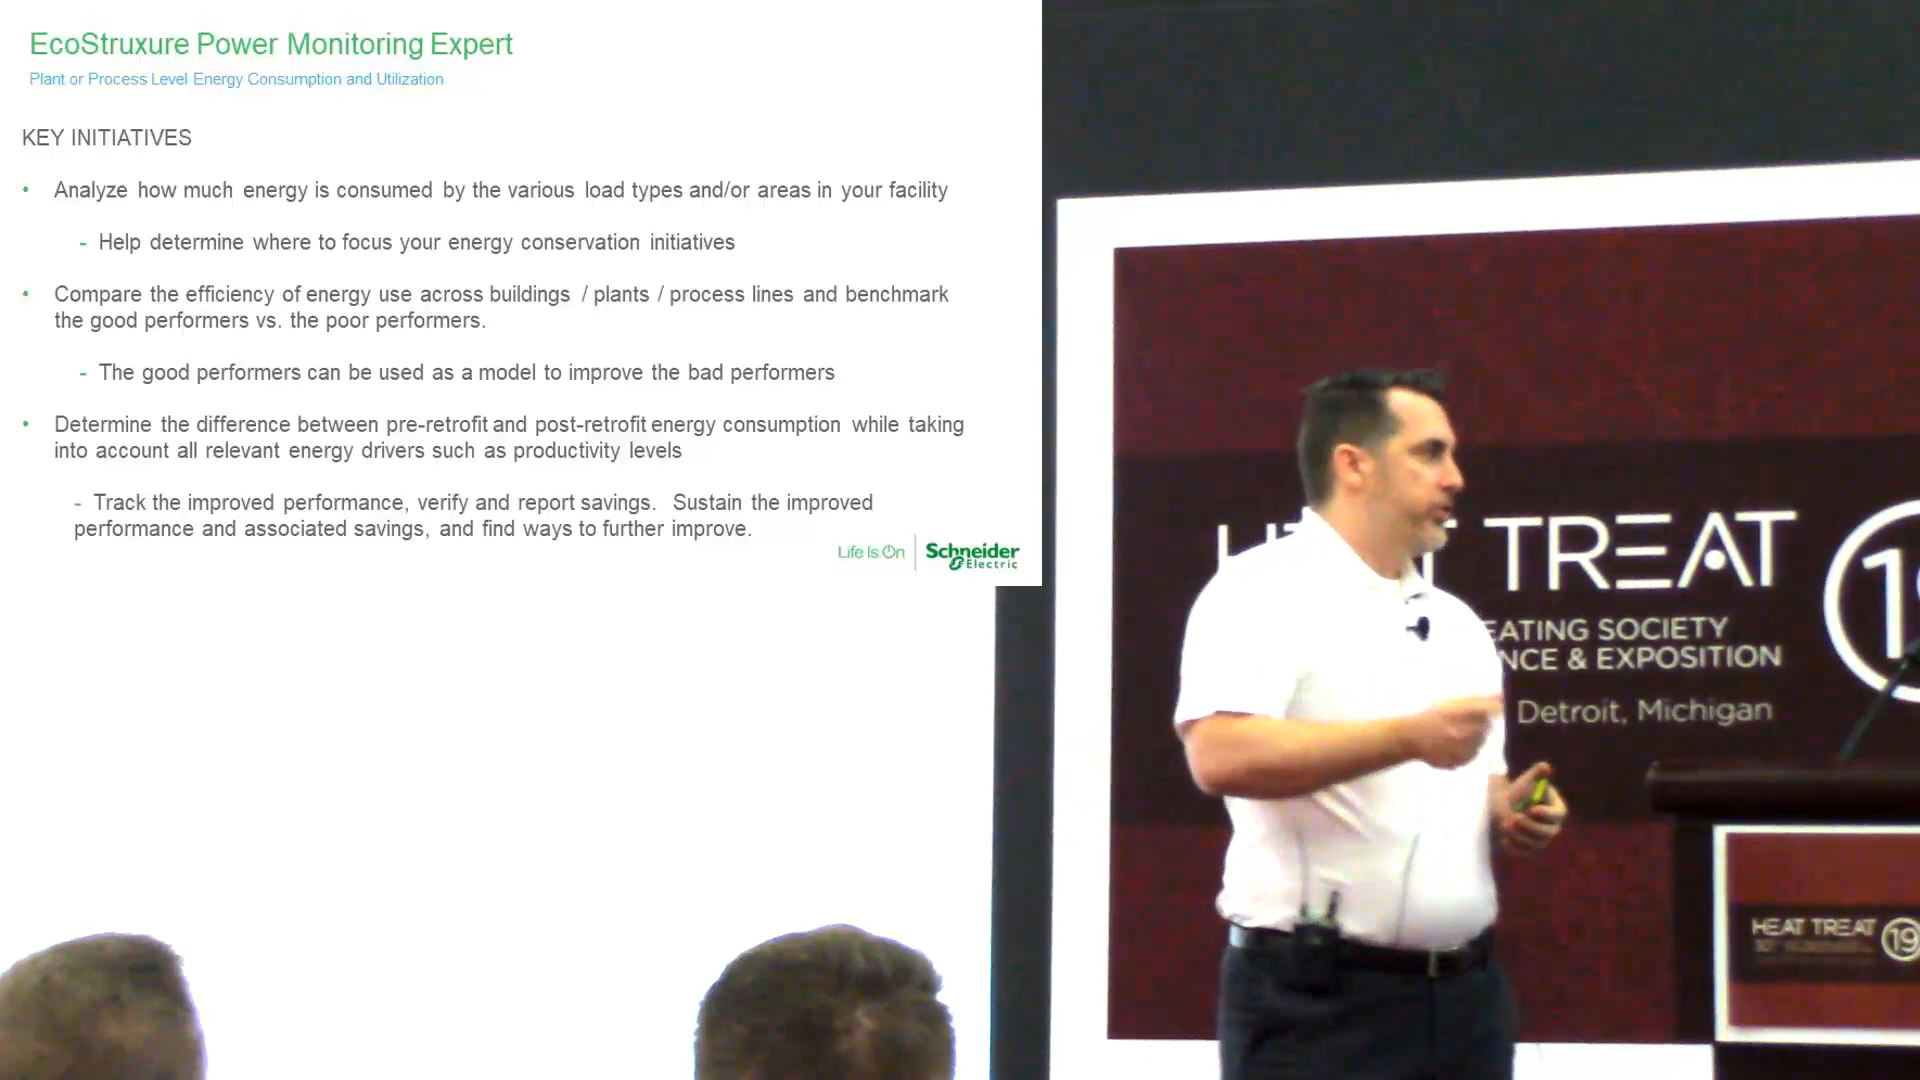 EcoStruxure Power Monitoring Expert
Plant or Process Level Energy Consumption and Utilization
KEY INITIATIVES
• Analyze how much energy is consumed by the various load types and/or areas in your facility
- Help determine where to focus your energy conservation initiatives
• Compare the efficiency of energy use across buildings / plants / process lines and benchmark
the good performers vs. the poor performers.
- The good performers can be used as a model to improve the bad performers
• Determine the difference between pre-retrofit and post-retrofit energy consumption while taking
into account all relevant energy drivers such as productivity levels
- Track the improved performance, verify and report savings. Sustain the improved
performance and associated savings, and find ways to further improve.
Life Is On
Schneider
Electric
TREAT
SOCIETY
& EXPOSITION
Detroit, Michigan
HEAT TREAT 19